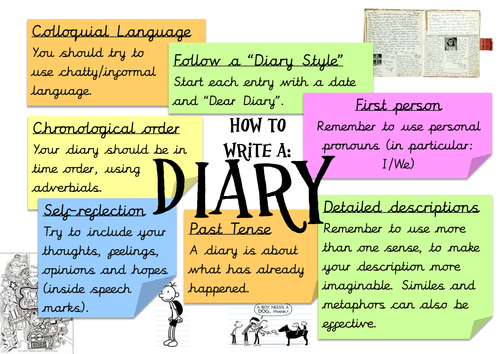 Colloquial Language
You should try to
use chatty/informal
language.
Follow a “Diary Style”
Start each entry with a date
and “Dear Diary”.
First person
Remember to use personal
pronouns (in particular:
I/We)
Chronological order
Your diary should be in
time order, using
adverbials.
HOW TO
WRITE A:
DIARY
Self-reflection
Try to include your
thoughts, feelings,
opinions and hopes
(inside speech
marks).
Past Tense
A diary is about
what has already
happened.
Detailed descriptions
Remember to use more
than one sense, to make
your description more
imaginable. Similes and
metaphors can also be
effective.
A BOY NEEDS A
DOG, FRANK!